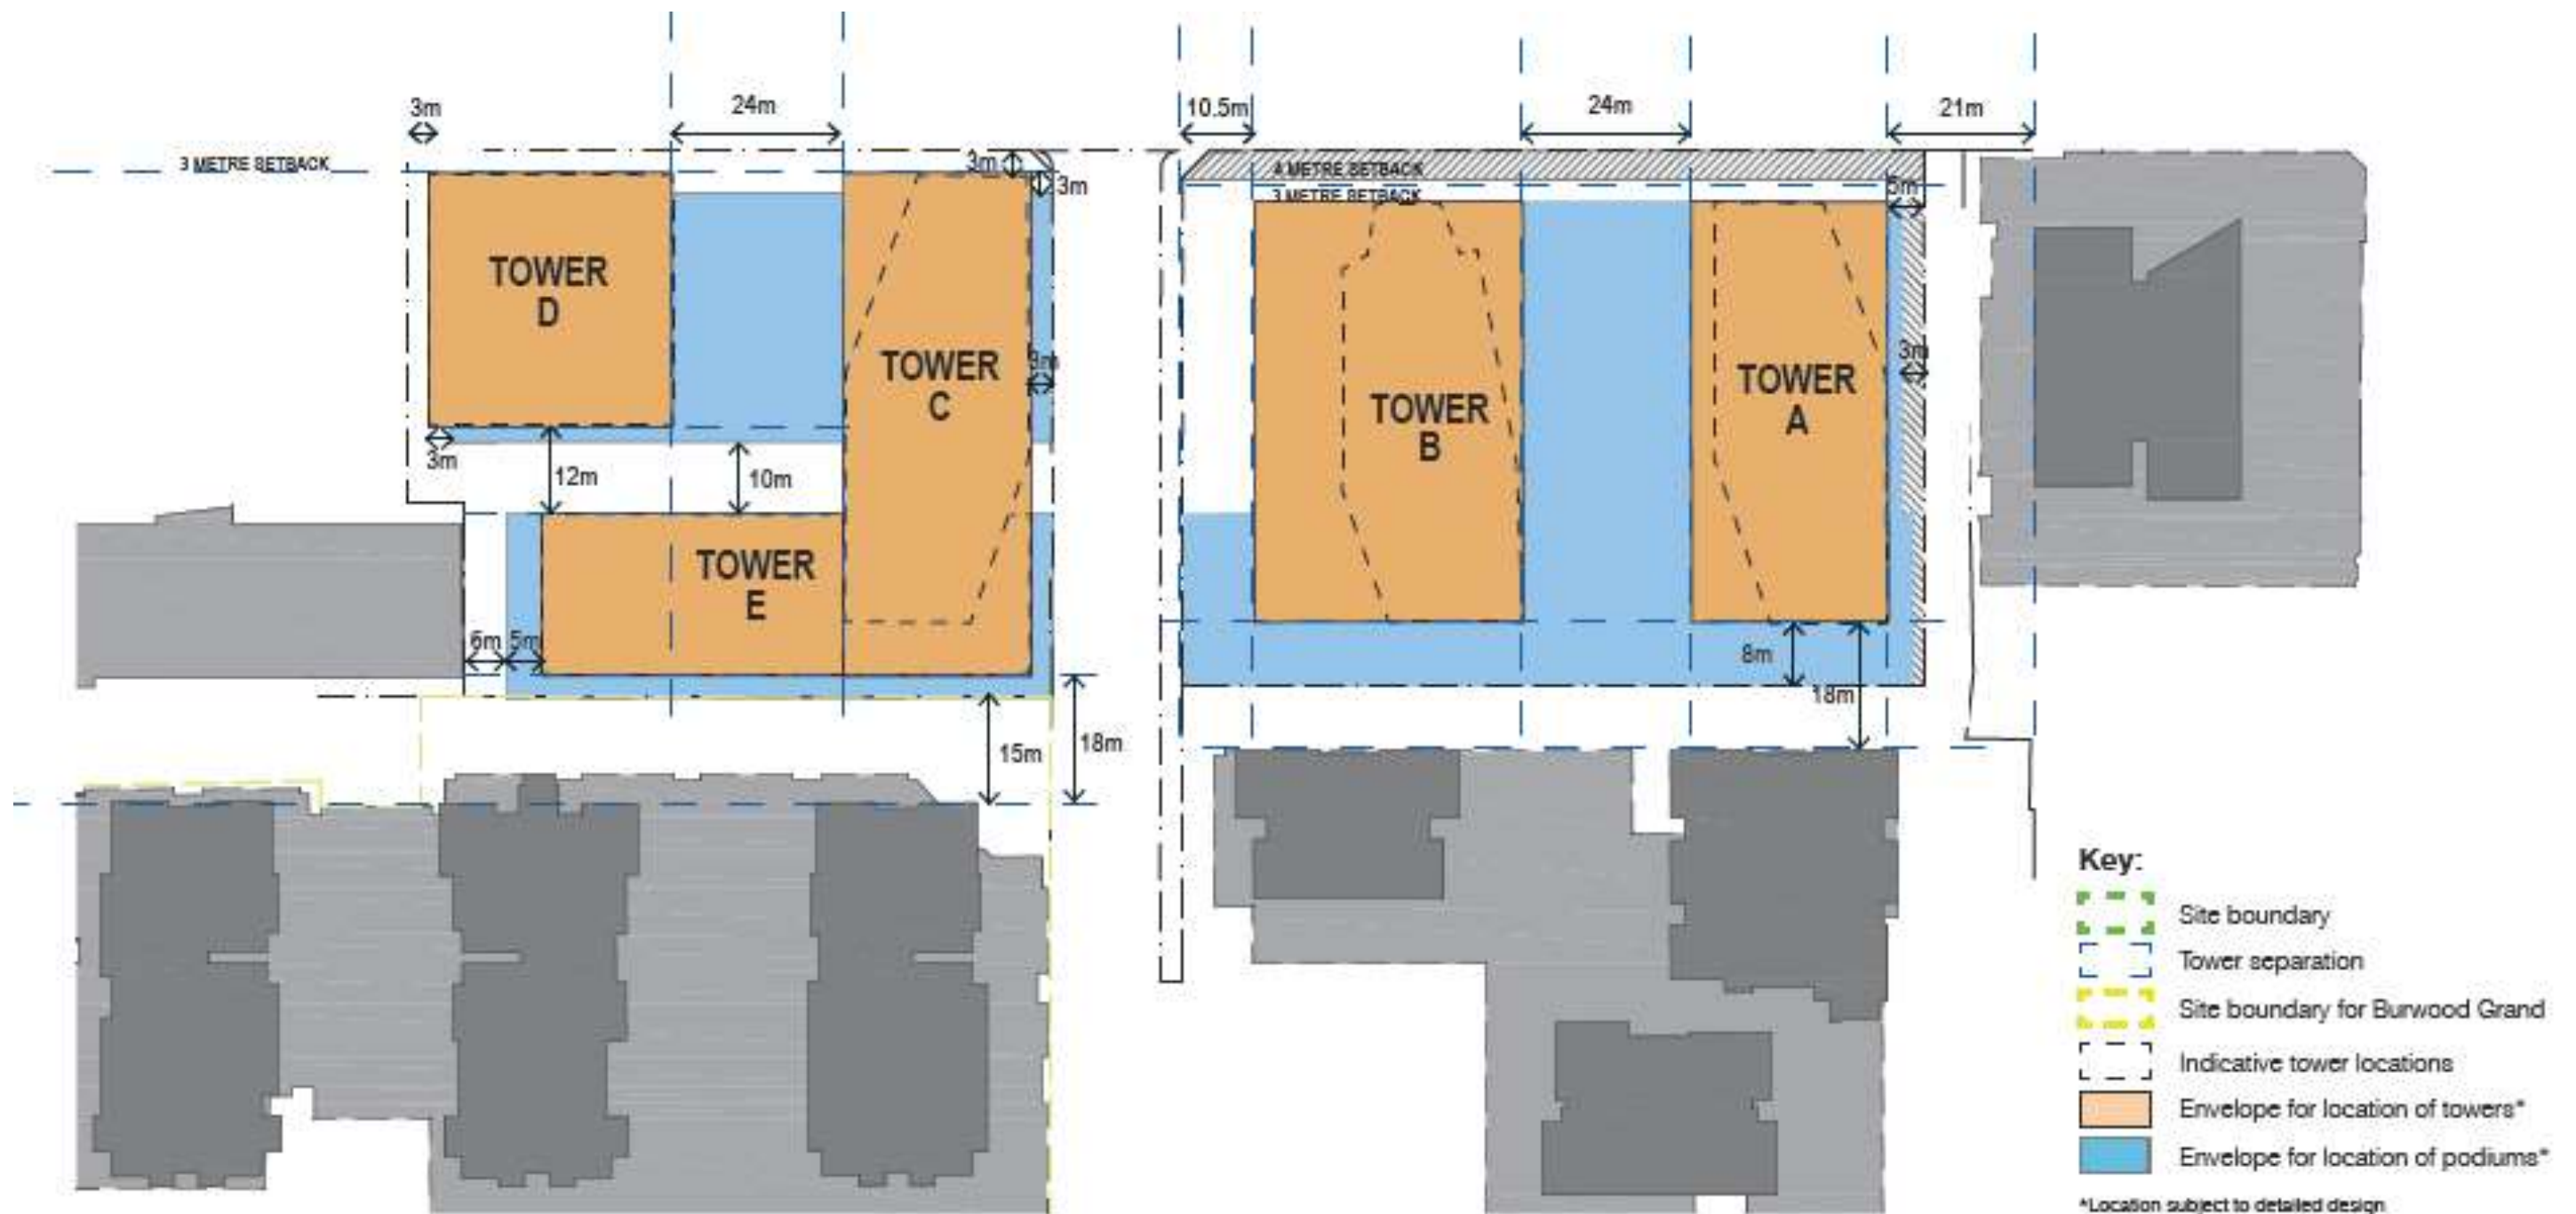 3m
24m
10.5m
24m
21m
3 METRE SETBACK
3m
3m
4 METRE SETBACK
3 METRE SETBACK
5m
TOWER
D
TOWER
C
3m
TOWER
B
TOWER
A
3m
3m
12m
10m
TOWER
E
6m
5m
8m
18m
15m
18m
Key:
Site boundary
Tower separation
Site boundary for Burwood Grand
Indicative tower locations
Envelope for location of towers*
Envelope for location of podiums*
*Location subject to detailed design